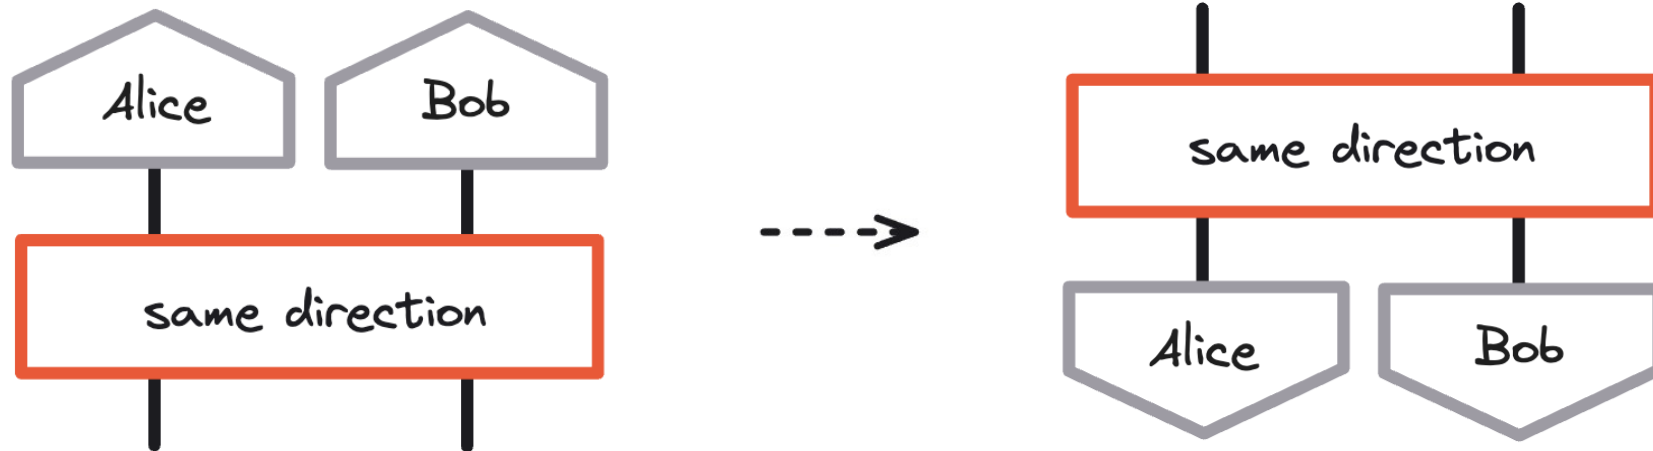 Alice
Bob
same direction
same direction
Alice
Bob